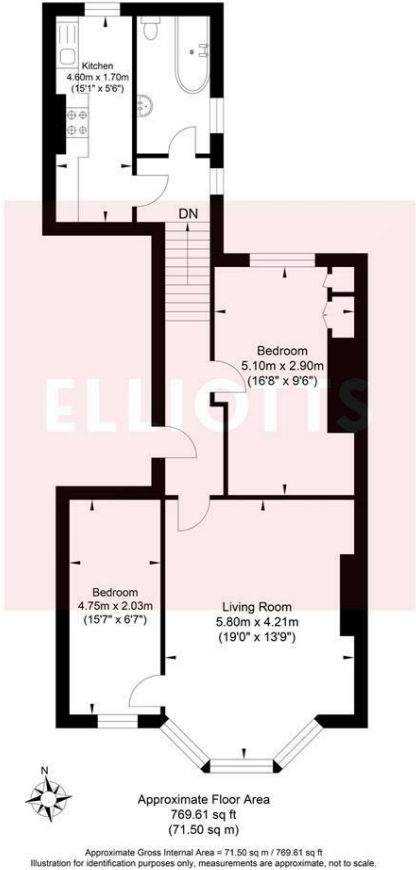 Kitchen
4.60m x 1.70m
(15'1" x 5'6")
DN
Bedroom
5.10m x 2.90m
(16'8" x 9'6")
ELLIOTTS
Bedroom
4.75m x 2.03m
(15'7" x 6'7")
Living Room
5.80m x 4.21m
(19'0" x 13'9")
N
Approximate Floor Area
769.61 sq ft
(71.50 sq m)
Approximate Gross Internal Area = 71.50 sq m / 769.61 sq ft
Illustration for identification purposes only, measurements are approximate, not to scale.